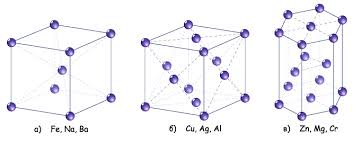 а) Fe, Na, Ba
б) Cu, Ag, Al
в) Zn, Mg, Cr